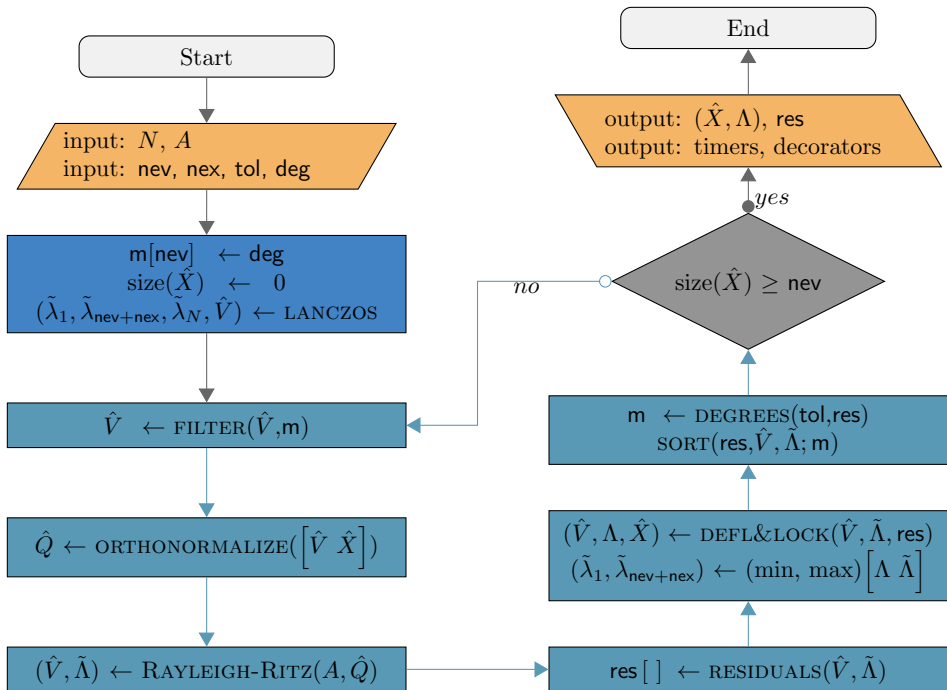 Start
input: N, A
input: nev, nex, tol, deg
m[nev] ← deg
size(X̂) ← 0
(λ̃₁, λ̃ₙₑᵥ₊ₙₑₓ, λ̃_N, V̂) ← LANCZOS
V̂ ← FILTER(V̂,m)
Q̂ ← ORTHONORMALIZE([V̂ X̂])
(V̂, Λ̃) ← RAYLEIGH-RITZ(A, Q̂)
res [ ] ← RESIDUALS(V̂, Λ̃)
(V̂, Λ, X̂) ← DEFL&LOCK(V̂, Λ̃, res)
(λ̃₁, λ̃ₙₑᵥ₊ₙₑₓ) ← (min, max)[Λ Λ̃]
m ← DEGREES(tol,res)
SORT(res,V̂, Λ̃; m)
size(X̂) ≥ nev
no
yes
output: (X̂, Λ), res
output: timers, decorators
End